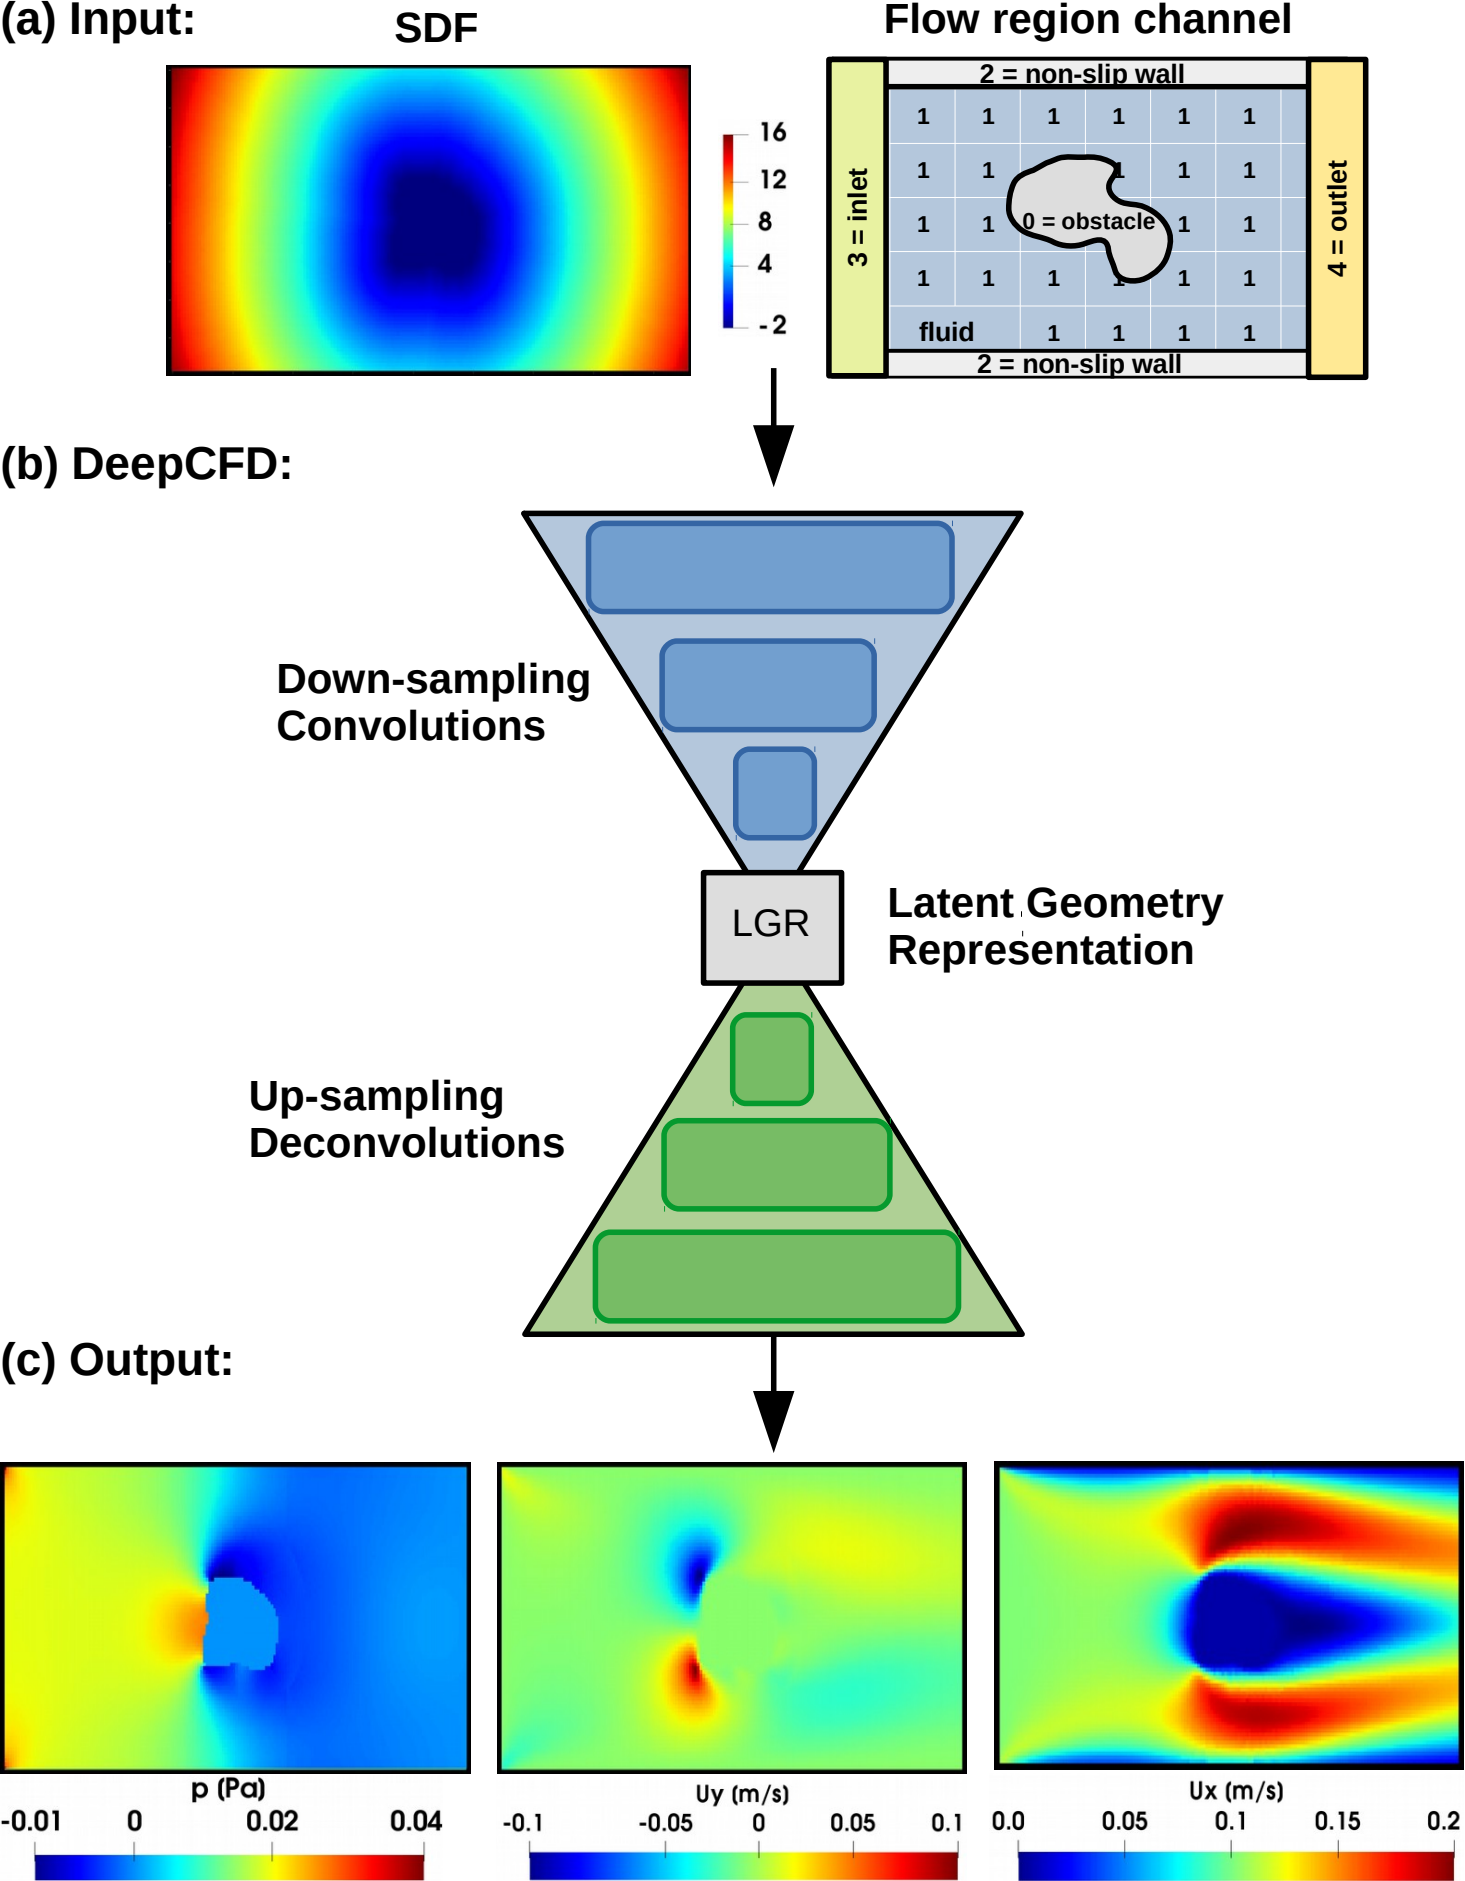 (a) Input:
SDF
Flow region channel
16
12
8
4
-2
2 = non-slip wall
3 = inlet
4 = outlet
1 1 1 1 1 1
1 1 1 1 1
1 1 0 = obstacle 1 1
1 1 1 1 1 1
fluid 1 1 1 1
2 = non-slip wall
(b) DeepCFD:
Down-sampling
Convolutions
LGR
Latent Geometry
Representation
Up-sampling
Deconvolutions
(c) Output:
p (Pa)
-0.01 0 0.02 0.04
Uy (m/s)
-0.1 -0.05 0 0.05 0.1
Ux (m/s)
0.0 0.05 0.1 0.15 0.2